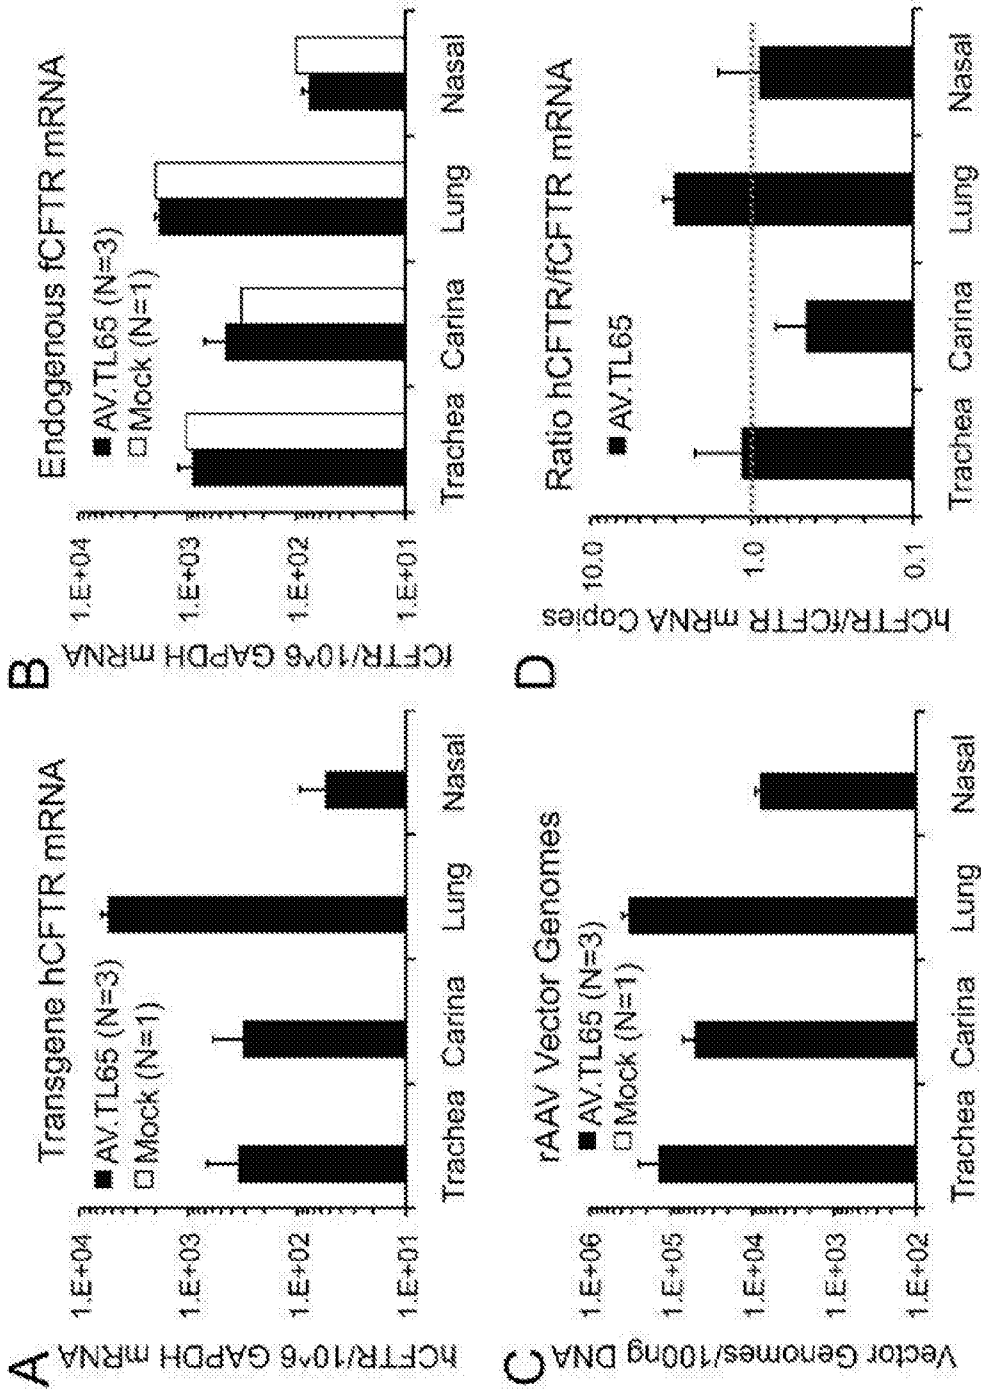 A
Transgene hCFTR mRNA
AV.TL65 (N=3)
Mock (N=1)
hCFTR/10^6 GAPDH mRNA
1.E+04
1.E+03
1.E+02
1.E+01
Trachea Carina Lung Nasal
B
Endogenous fCFTR mRNA
AV.TL65 (N=3)
Mock (N=1)
fCFTR/10^6 GAPDH mRNA
1.E+04
1.E+03
1.E+02
1.E+01
Trachea Carina Lung Nasal
C
rAAV Vector Genomes
AV.TL65 (N=3)
Mock (N=1)
Vector Genomes/100ng DNA
1.E+06
1.E+05
1.E+04
1.E+03
1.E+02
Trachea Carina Lung Nasal
D
Ratio hCFTR/fCFTR mRNA
AV.TL65
hCFTR/fCFTR mRNA Copies
10.0
1.0
0.1
Trachea Carina Lung Nasal